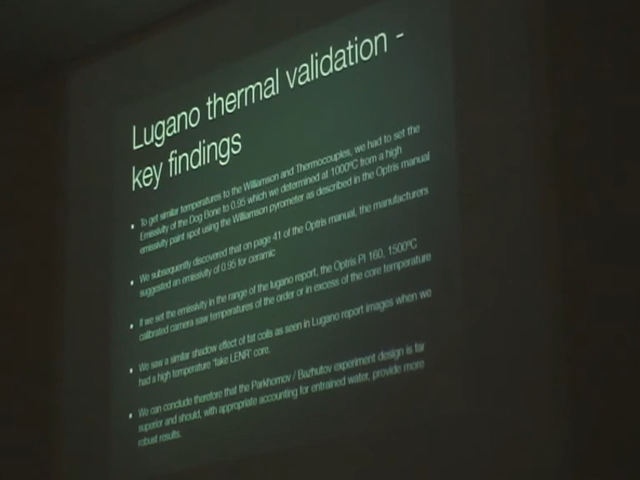 Lugano thermal validation -
key findings
• To get similar temperatures to the Williamson and Thermocouples, we had to set the
Emissivity of the Dog Bone to 0.95 which we determined at 1000ºC from a high
emissivity paint spot using the Williamson pyrometer as described in the Optris manual
• We subsequently discovered that on page 41 of the Optris manual, the manufacturers
suggested an emissivity of 0.95 for ceramic
• If we set the emissivity in the range of the lugano report, the Optris PI 160, 1500ºC
calibrated camera saw temperatures of the order or in excess of the core temperature
• We saw a similar shadow effect of fat coils as seen in Lugano report images when we
had a high temperature 'fake LENR' core.
• We can conclude therefore that the Parkhomov / Bazhutov experiment design is far
superior and should, with appropriate accounting for entrained water, provide more
robust results.